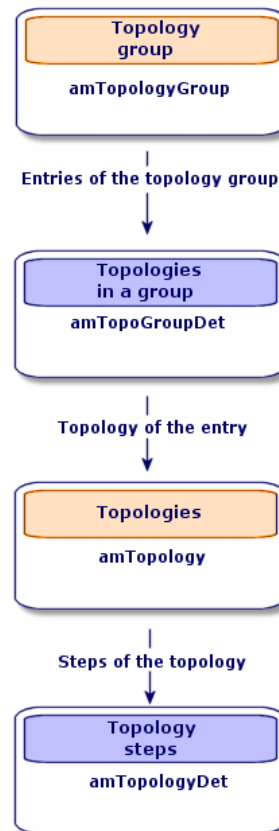 Topology
group
amTopologyGroup
Entries of the topology group
Topologies
in a group
amTopoGroupDet
Topology of the entry
Topologies
amTopology
Steps of the topology
Topology
steps
amTopologyDet